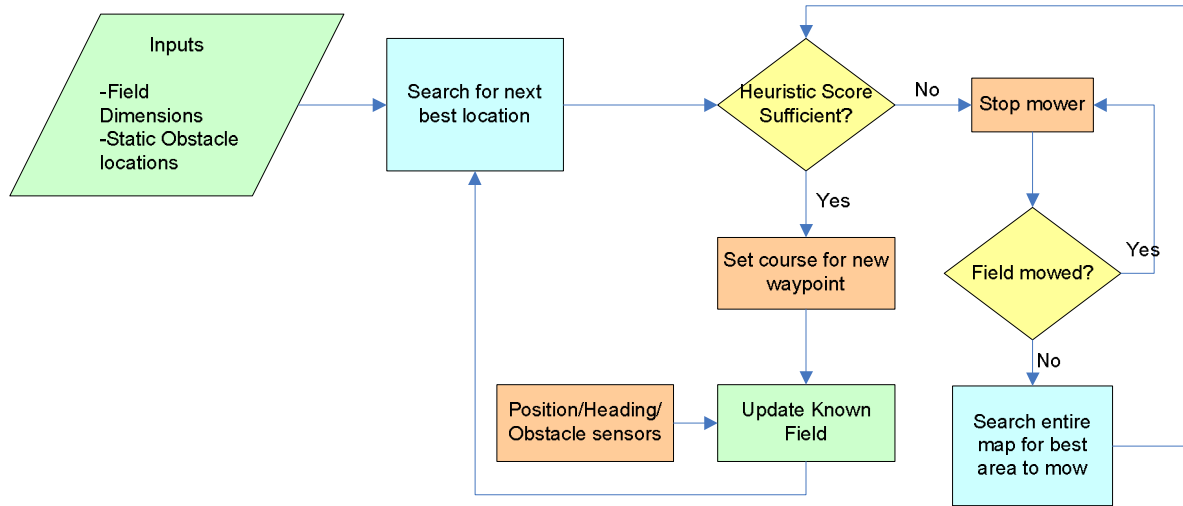 Inputs
-Field
Dimensions
-Static Obstacle
locations
Search for next
best location
Heuristic Score
Sufficient?
No
Stop mower
Yes
Set course for new
waypoint
Field mowed?
Yes
No
Position/Heading/
Obstacle sensors
Update Known
Field
Search entire
map for best
area to mow